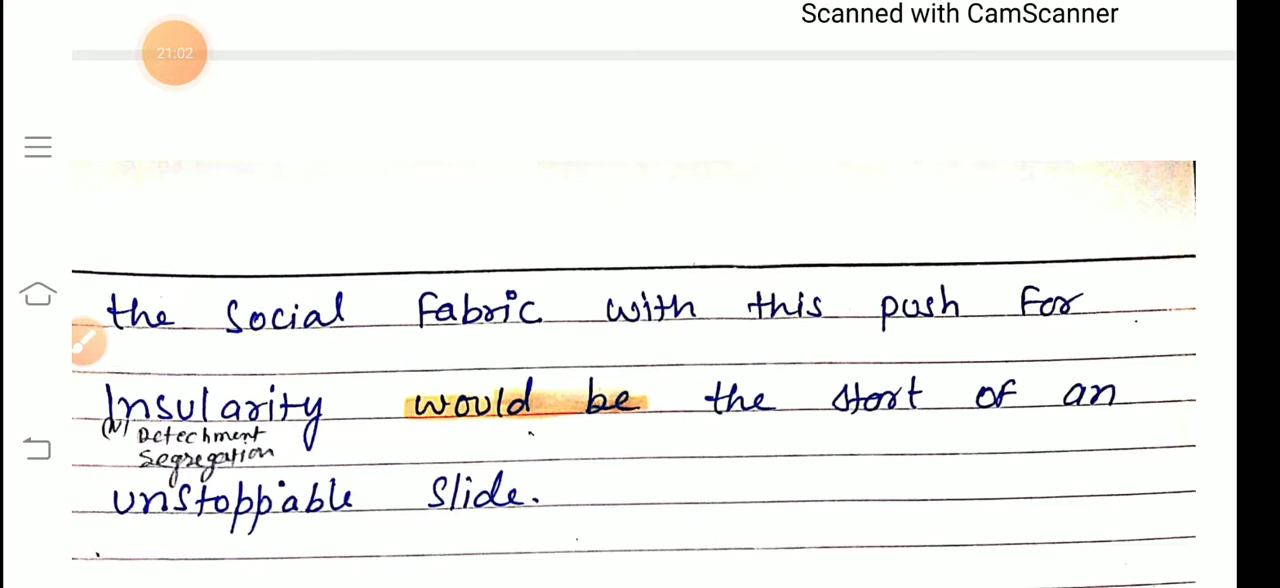 Scanned with CamScanner
21:02
the social fabric with this push for
Insularity would be the start of an
(N) Detechment
Segregation
unstoppable slide.